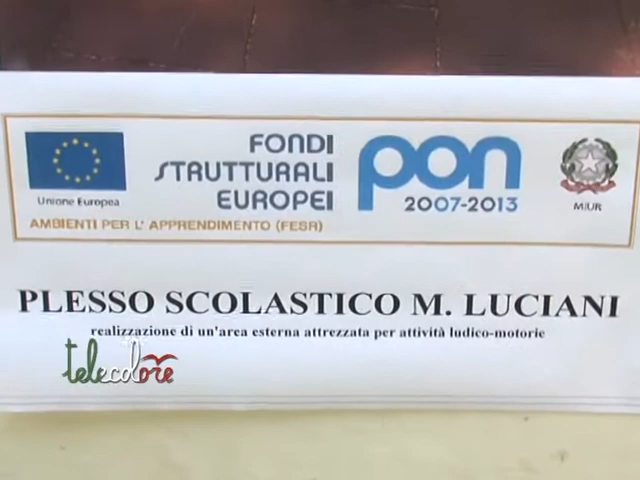 FONDI
STRUTTURALI
EUROPEI
pon
2007-2013
Unione Europea
MIUR
AMBIENTI PER L' APPRENDIMENTO (FESR)
PLESSO SCOLASTICO M. LUCIANI
realizzazione di un'area esterna attrezzata per attività ludico-motorie
telecolore